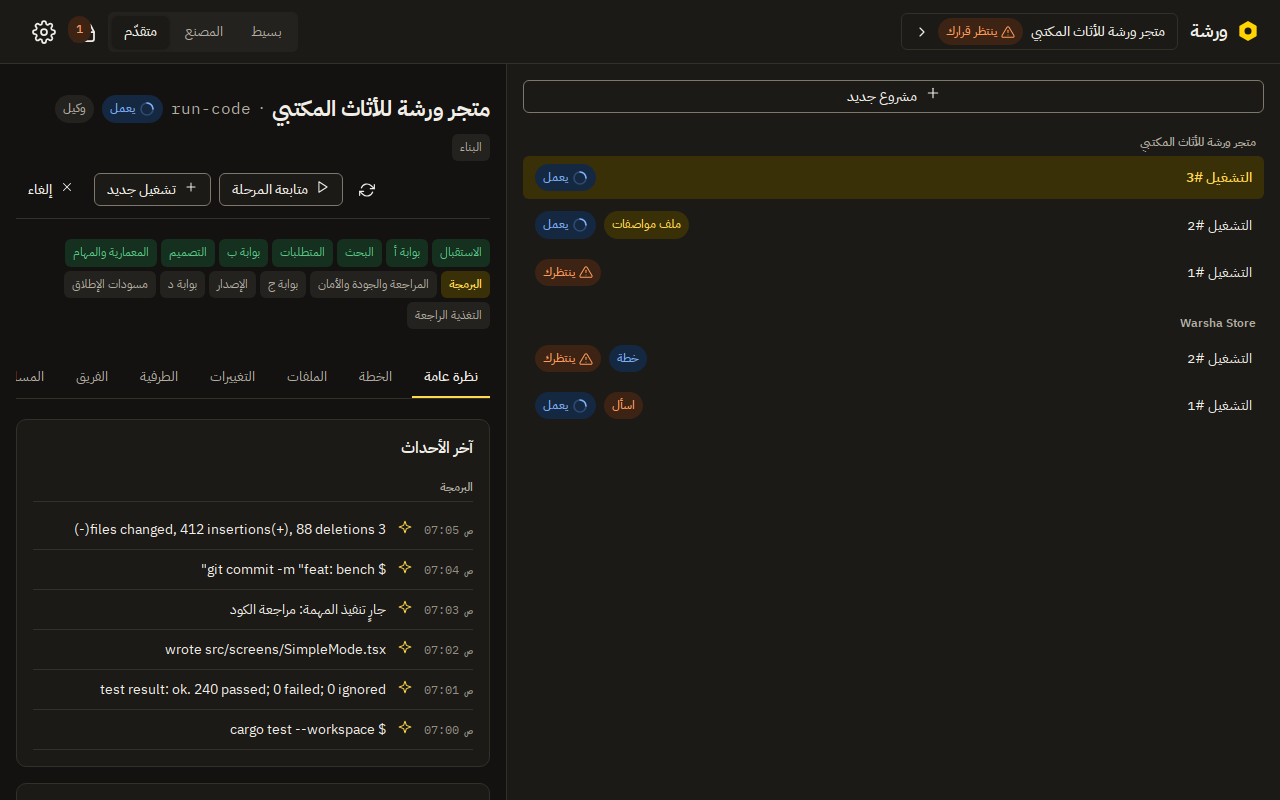 ورشة
متجر ورشة للأثاث المكتبي
ينتظر قرارك
بسيط
المصنع
متقدّم
1
+ مشروع جديد
متجر ورشة للأثاث المكتبي
التشغيل #3
يعمل
التشغيل #2
ملف مواصفات
يعمل
التشغيل #1
ينتظرك
Warsha Store
التشغيل #2
خطة
ينتظرك
التشغيل #1
اسأل
يعمل
متجر ورشة للأثاث المكتبي · run-code
يعمل
وكيل
البناء
متابعة المرحلة
+ تشغيل جديد
إلغاء
الاستقبال
بوابة أ
البحث
المتطلبات
بوابة ب
التصميم
المعمارية والمهام
البرمجة
المراجعة والجودة والأمان
بوابة ج
الإصدار
بوابة د
مسودات الإطلاق
التغذية الراجعة
نظرة عامة
الخطة
الملفات
التغييرات
الطرفية
الفريق
آخر الأحداث
البرمجة
07:05 ص
3 files changed, 412 insertions(+), 88 deletions(-)
07:04 ص
$ git commit -m "feat: bench"
07:03 ص
جارٍ تنفيذ المهمة: مراجعة الكود
07:02 ص
wrote src/screens/SimpleMode.tsx
07:01 ص
test result: ok. 240 passed; 0 failed; 0 ignored
07:00 ص
$ cargo test --workspace